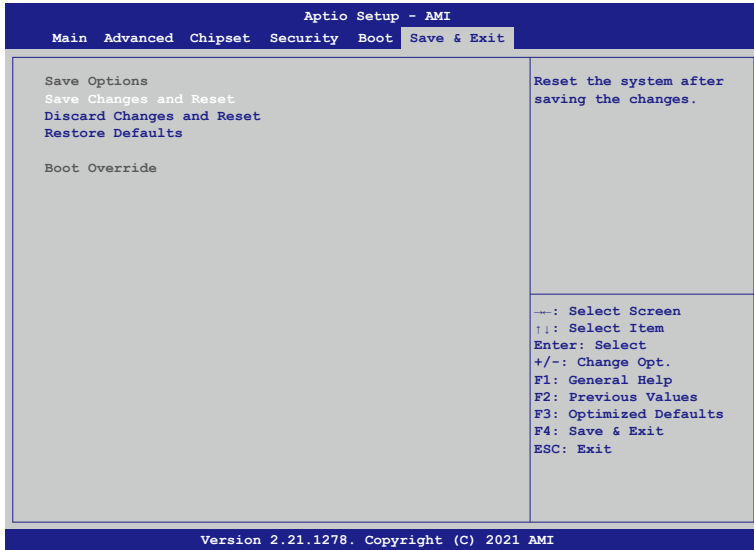 Aptio Setup - AMI
Main Advanced Chipset Security Boot Save & Exit
Save Options
Save Changes and Reset
Discard Changes and Reset
Restore Defaults
Boot Override
Reset the system after
saving the changes.
→←: Select Screen
↑↓: Select Item
Enter: Select
+/-: Change Opt.
F1: General Help
F2: Previous Values
F3: Optimized Defaults
F4: Save & Exit
ESC: Exit
Version 2.21.1278. Copyright (C) 2021 AMI